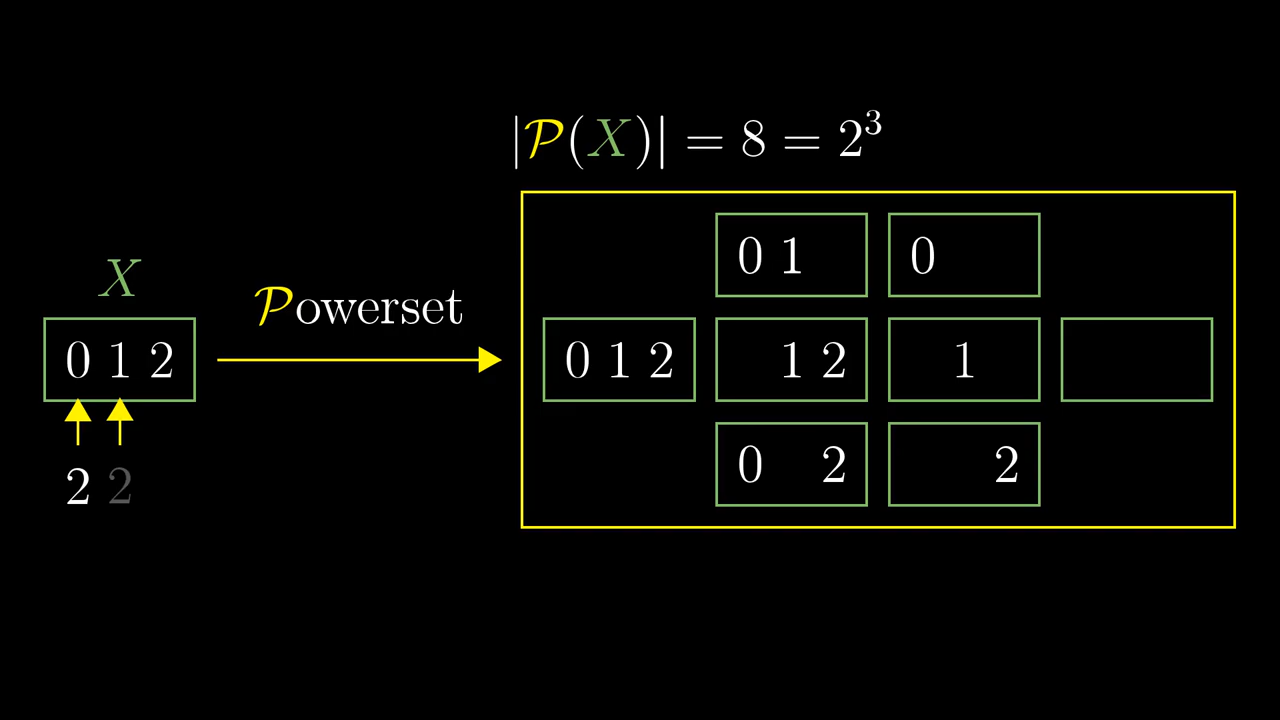 |𝒫(X)| = 8 = 2³
X
𝒫owerset
0 1 2
2 2
0 1
0
0 1 2
1 2
1
0 2
2